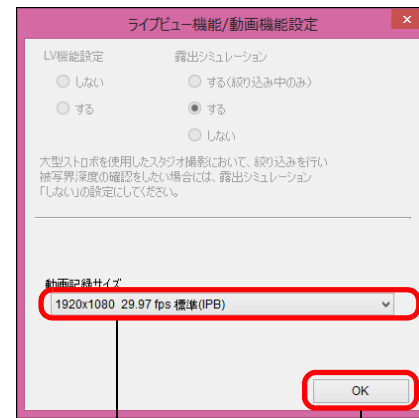 ライブビュー機能/動画機能設定
LV機能設定
露出シミュレーション
しない
する(絞り込み中のみ)
する
する
しない
大型ストロボを使用したスタジオ撮影において、絞り込みを行い
被写界深度の確認をしたい場合には、露出シミュレーション
「しない」の設定にしてください。
動画記録サイズ
1920x1080 29.97 fps 標準(IPB)
OK